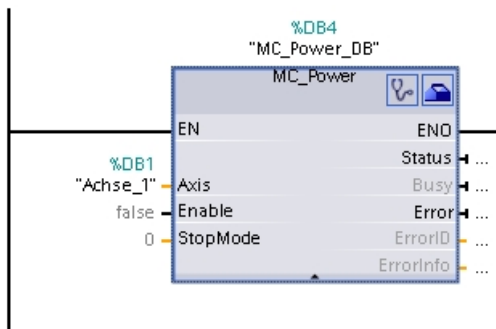 %DB4
"MC_Power_DB"
MC_Power
EN ENO
Status ...
%DB1
"Achse_1" Axis Busy ...
false Enable Error ...
0 StopMode ErrorID ...
ErrorInfo ...